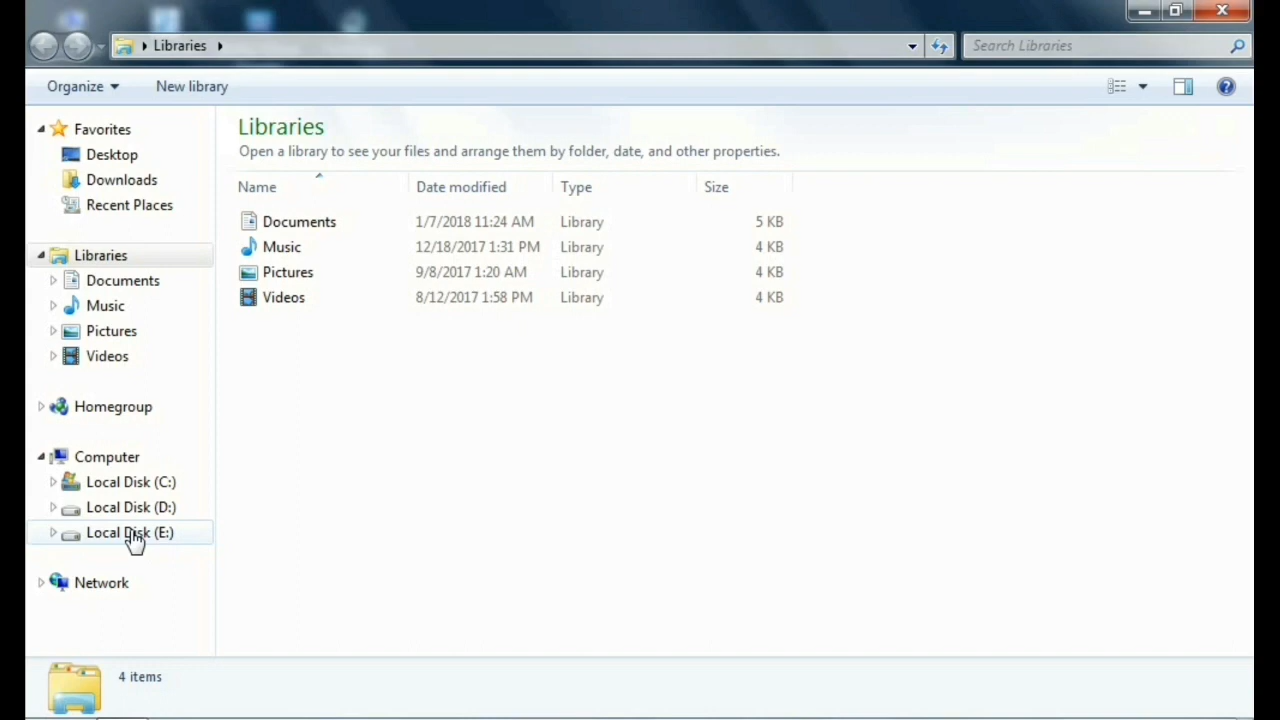 Libraries
Search Libraries
Organize
New library
Favorites
Desktop
Downloads
Recent Places
Libraries
Documents
Music
Pictures
Videos
Homegroup
Computer
Local Disk (C:)
Local Disk (D:)
Local Disk (E:)
Network
Libraries
Open a library to see your files and arrange them by folder, date, and other properties.
Name Date modified Type Size
Documents 1/7/2018 11:24 AM Library 5 KB
Music 12/18/2017 1:31 PM Library 4 KB
Pictures 9/8/2017 1:20 AM Library 4 KB
Videos 8/12/2017 1:58 PM Library 4 KB
4 items